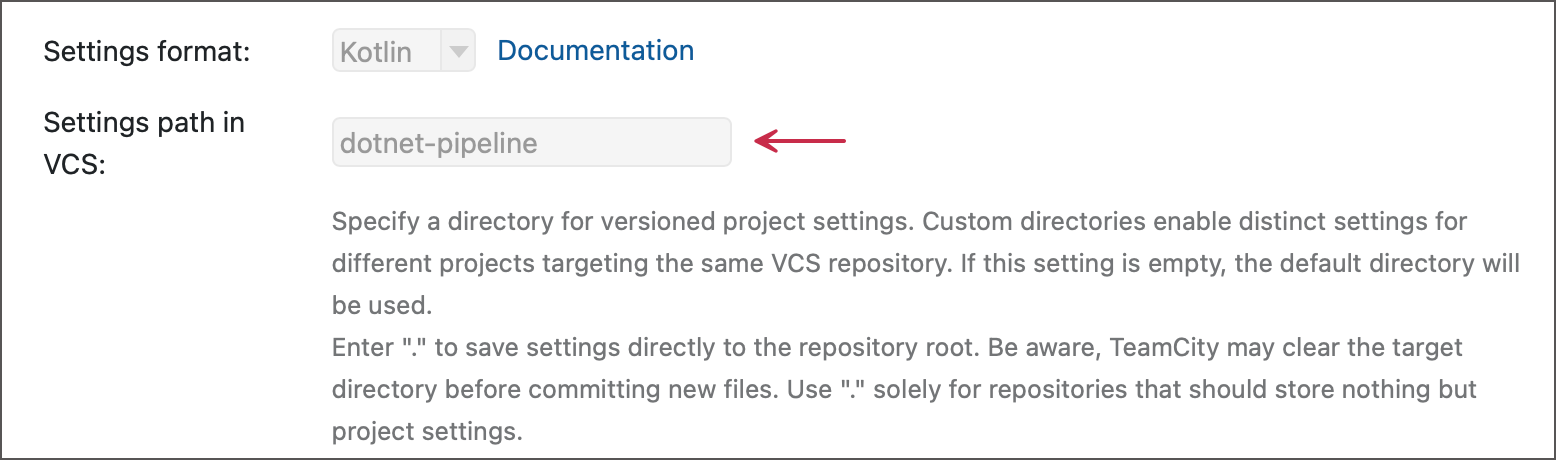 Settings format: Kotlin Documentation
Settings path in
VCS:
dotnet-pipeline
Specify a directory for versioned project settings. Custom directories enable distinct settings for
different projects targeting the same VCS repository. If this setting is empty, the default directory will
be used.
Enter "." to save settings directly to the repository root. Be aware, TeamCity may clear the target
directory before committing new files. Use "." solely for repositories that should store nothing but
project settings.